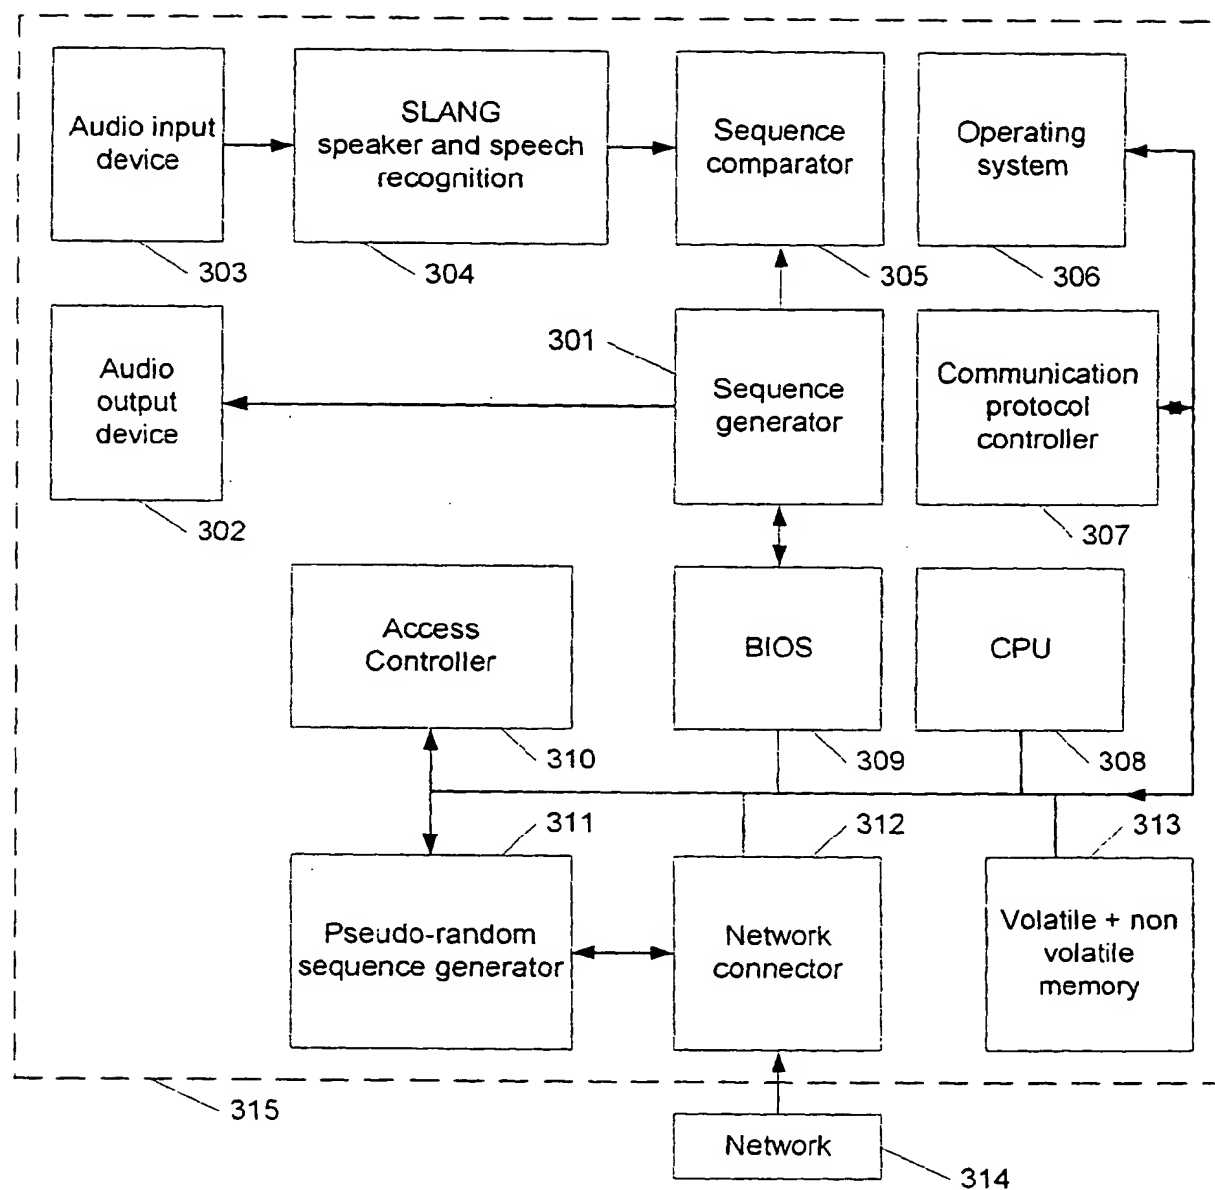 Audio input
device
303
SLANG
speaker and speech
recognition
304
Sequence
comparator
305
Operating
system
306
Audio
output
device
302
301
Sequence
generator
Communication
protocol
controller
307
Access
Controller
310
BIOS
309
CPU
308
311
Pseudo-random
sequence generator
312
Network
connector
313
Volatile + non
volatile
memory
315
Network
314